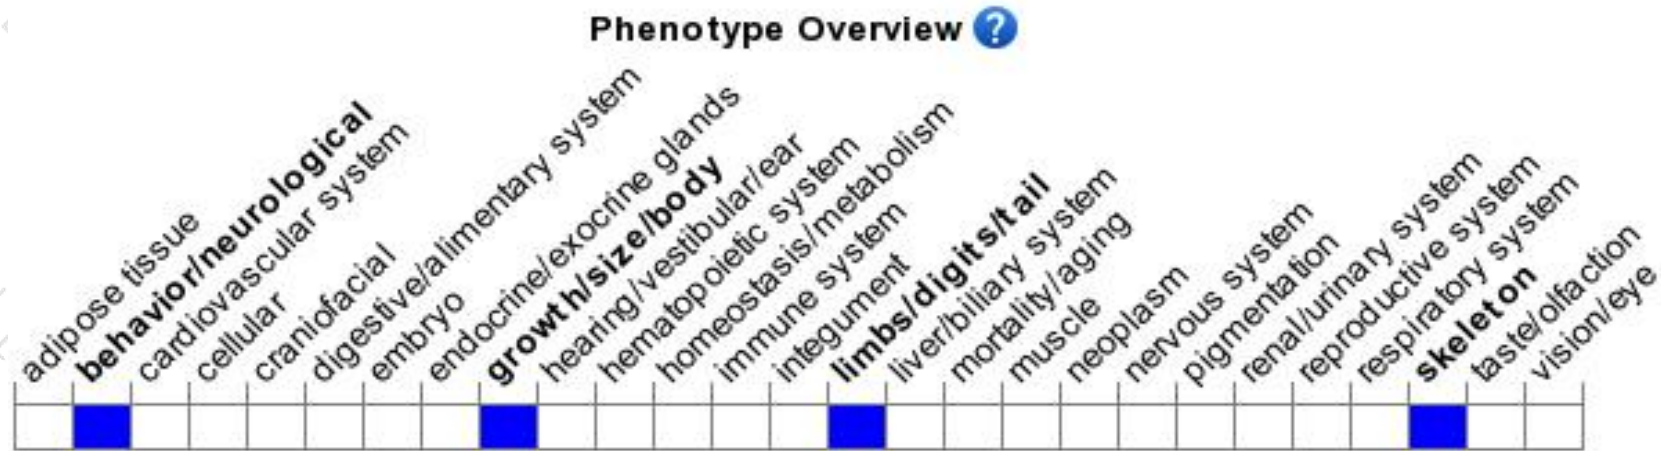 Phenotype Overview ?
adipose tissue
behavior/neurological
cardiovascular system
cellular
craniofacial
digestive/alimentary system
embryo
endocrine/exocrine glands
growth/size/body
hearing/vestibular/ear
hematopoietic system
homeostasis/metabolism
immune system
integument
limbs/digits/tail
liver/biliary system
mortality/aging
muscle
neoplasm
nervous system
pigmentation
renal/urinary system
reproductive system
respiratory system
skeleton
taste/olfaction
vision/eye